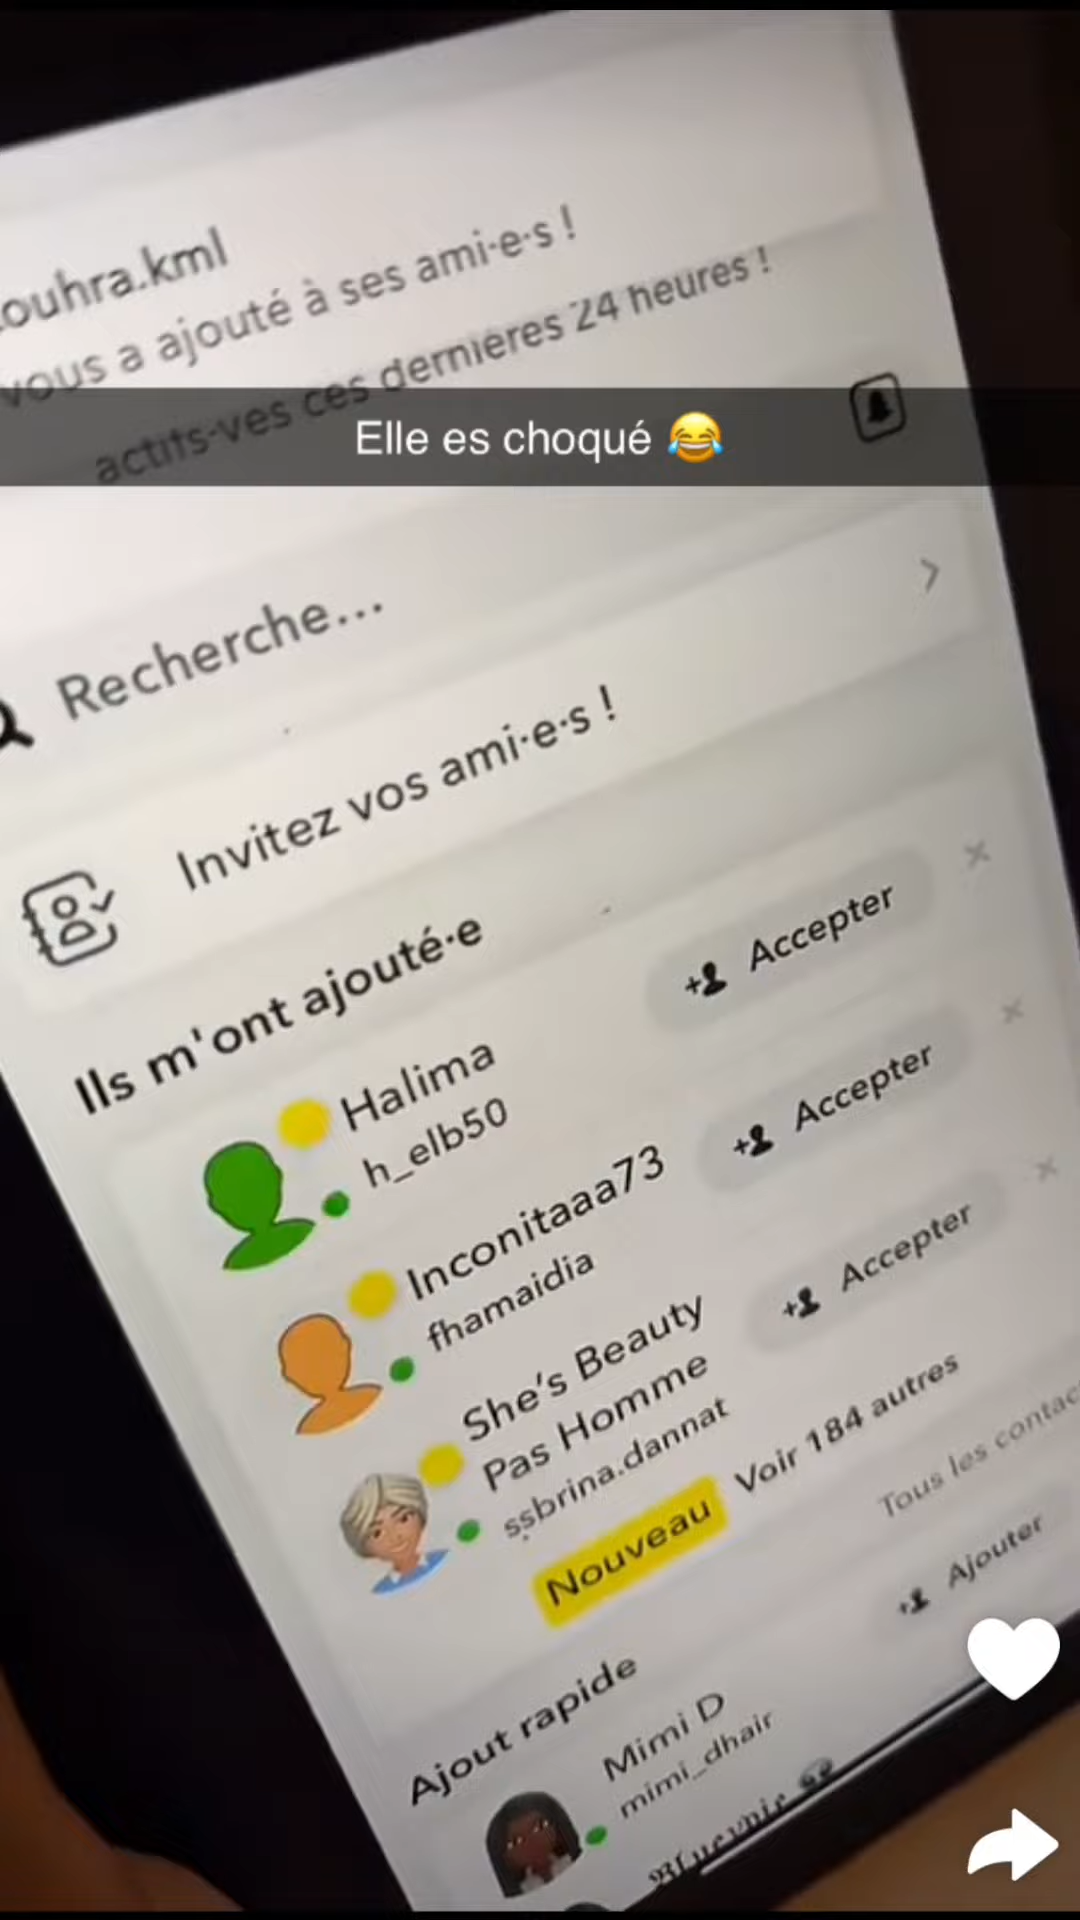 ouhra.kml
vous a ajouté à ses ami·e·s !
actifs·ves ces dernières 24 heures !
Elle es choqué 😂
Recherche...
Invitez vos ami·e·s !
Ils m'ont ajouté·e
Halima
h_elb50
Accepter
Inconitaaa73
fhamaidia
Accepter
She's Beauty
Pas Homme
ssbrina.dannat
Accepter
Nouveau
Voir 184 autres
Tous les contac
Ajout rapide
Mimi D
mimi_dhair
Ajouter